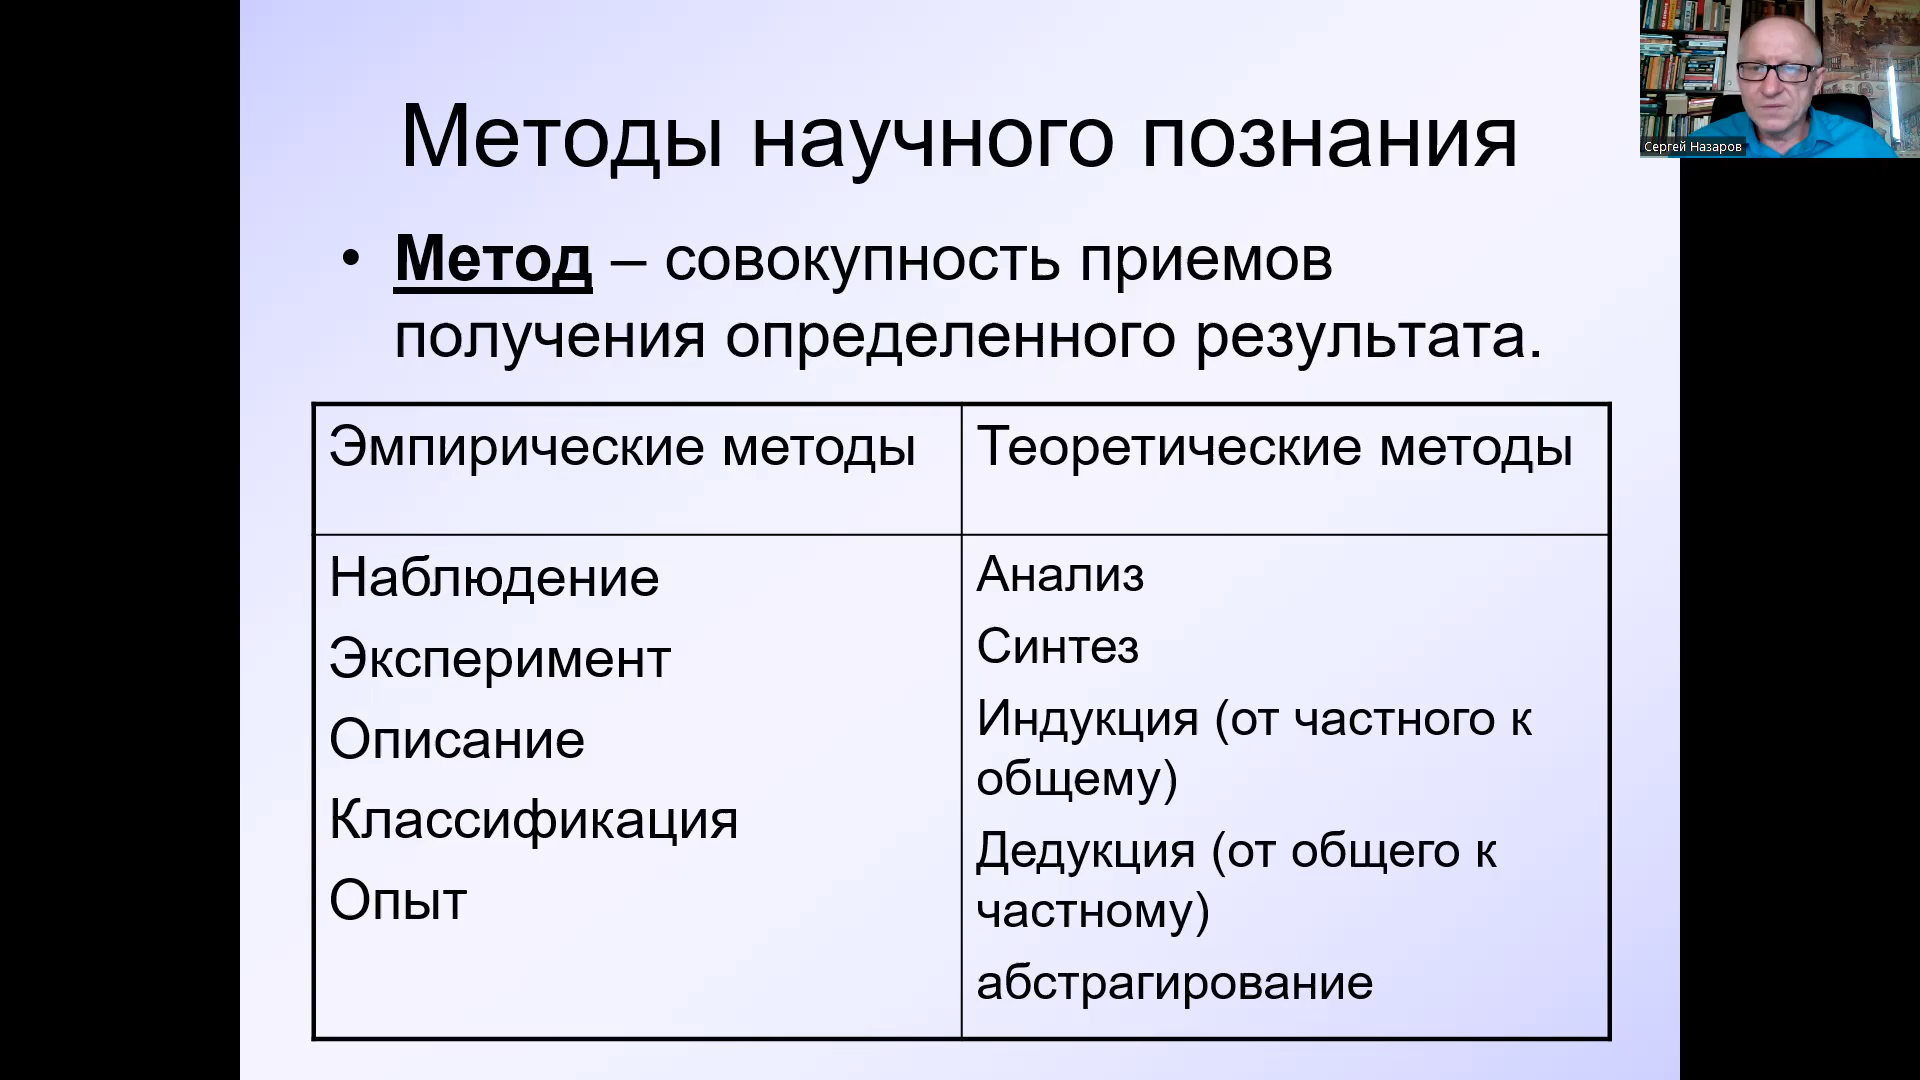 Методы научного познания
• Метод – совокупность приемов
получения определенного результата.
Эмпирические методы
Теоретические методы
Наблюдение
Эксперимент
Описание
Классификация
Опыт
Анализ
Синтез
Индукция (от частного к
общему)
Дедукция (от общего к
частному)
абстрагирование
Сергей Назаров